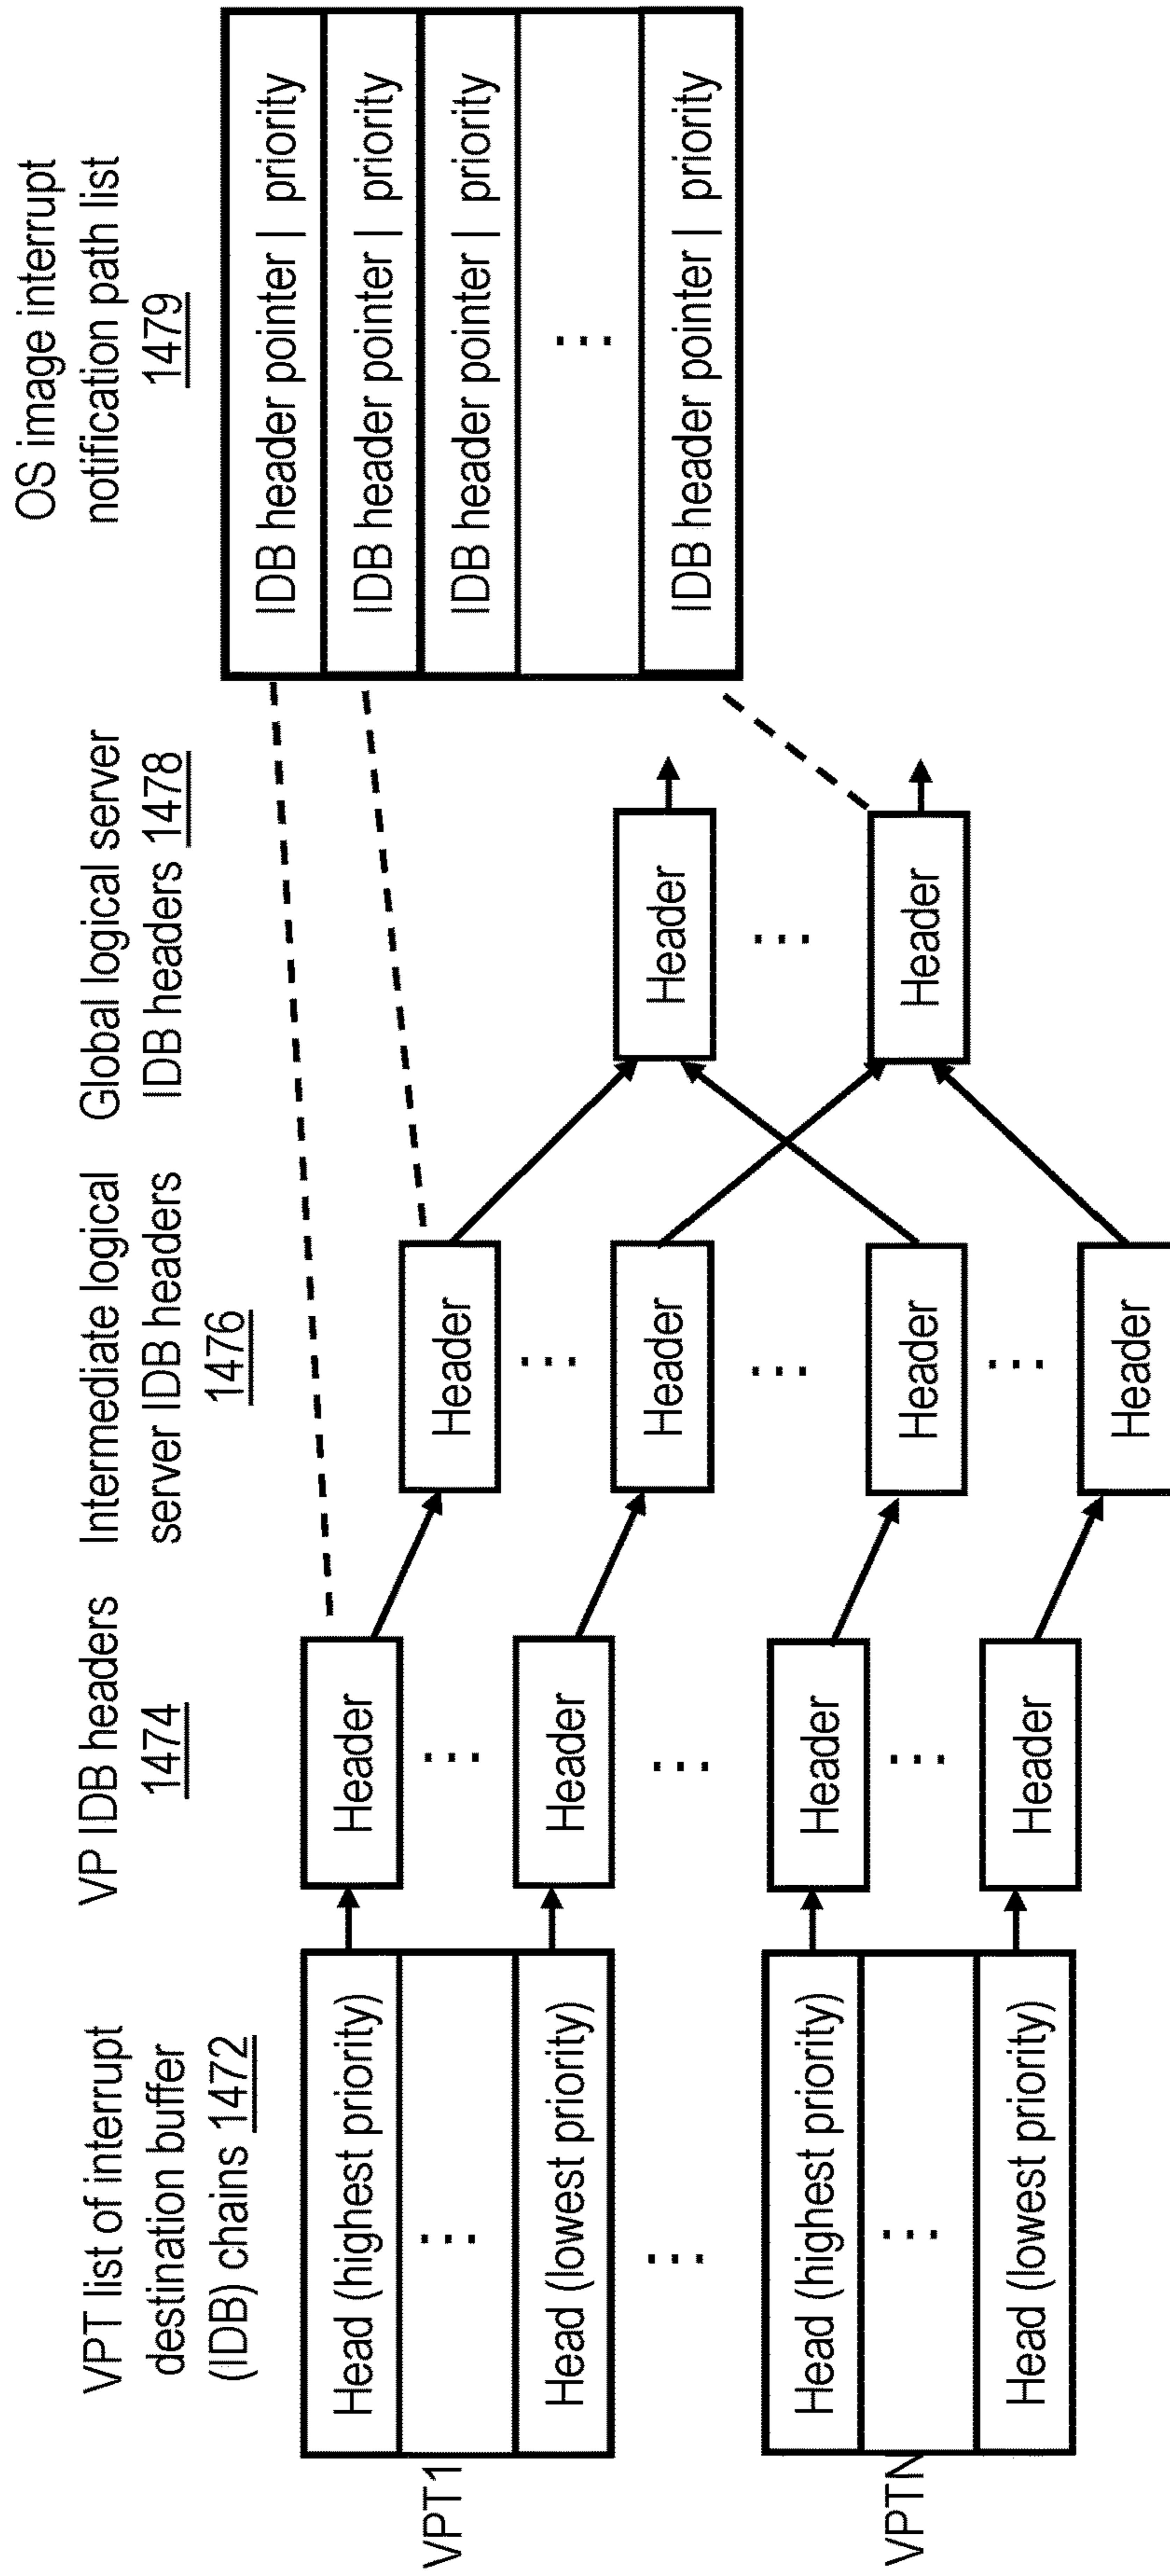 VPT list of interrupt
destination buffer
(IDB) chains 1472
VP IDB headers
1474
Intermediate logical
server IDB headers
1476
Global logical server
IDB headers 1478
OS image interrupt
notification path list
1479
VPT1
Head (highest priority)
...
Head (lowest priority)
...
VPTN
Head (highest priority)
...
Head (lowest priority)
Header
...
Header
...
Header
...
Header
Header
...
Header
...
Header
...
Header
Header
...
Header
IDB header pointer | priority
IDB header pointer | priority
IDB header pointer | priority
...
IDB header pointer | priority